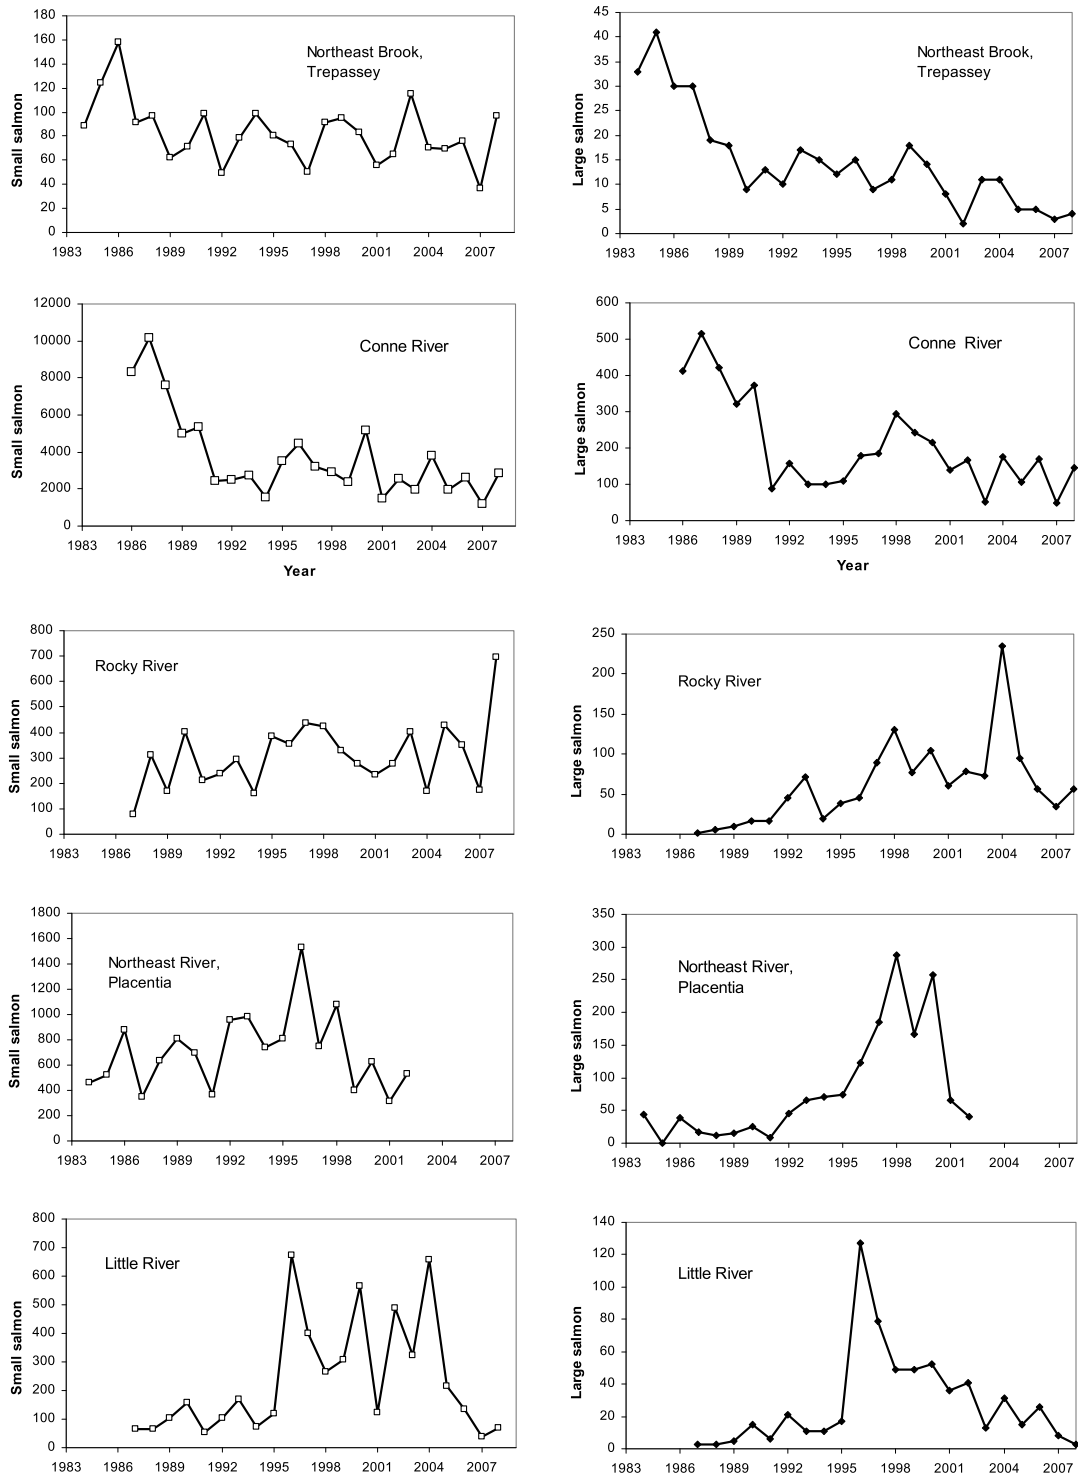 180
160
140
120
100
80
60
40
20
0
Small salmon
Northeast Brook,
Trepassey
1983 1986 1989 1992 1995 1998 2001 2004 2007
45
40
35
30
25
20
15
10
5
0
Large salmon
Northeast Brook,
Trepassey
1983 1986 1989 1992 1995 1998 2001 2004 2007
12000
10000
8000
6000
4000
2000
0
Small salmon
Conne River
1983 1986 1989 1992 1995 1998 2001 2004 2007
Year
600
500
400
300
200
100
0
Large salmon
Conne River
1983 1986 1989 1992 1995 1998 2001 2004 2007
Year
800
700
600
500
400
300
200
100
0
Small salmon
Rocky River
1983 1986 1989 1992 1995 1998 2001 2004 2007
250
200
150
100
50
0
Large salmon
Rocky River
1983 1986 1989 1992 1995 1998 2001 2004 2007
1800
1600
1400
1200
1000
800
600
400
200
0
Small salmon
Northeast River,
Placentia
1983 1986 1989 1992 1995 1998 2001 2004 2007
350
300
250
200
150
100
50
0
Large salmon
Northeast River,
Placentia
1983 1986 1989 1992 1995 1998 2001 2004 2007
800
700
600
500
400
300
200
100
0
Small salmon
Little River
1983 1986 1989 1992 1995 1998 2001 2004 2007
140
120
100
80
60
40
20
0
Large salmon
Little River
1983 1986 1989 1992 1995 1998 2001 2004 2007